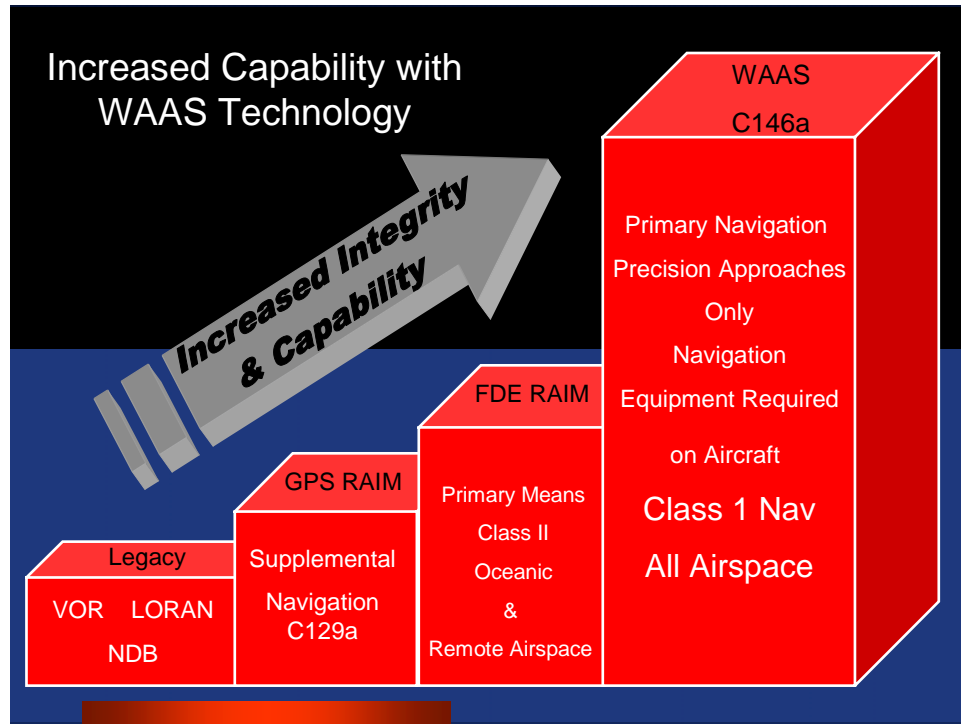 Increased Capability with
WAAS Technology
Increased Integrity
& Capability
Legacy
VOR LORAN
NDB
GPS RAIM
Supplemental
Navigation
C129a
FDE RAIM
Primary Means
Class II
Oceanic
&
Remote Airspace
WAAS
C146a
Primary Navigation
Precision Approaches
Only
Navigation
Equipment Required
on Aircraft
Class 1 Nav
All Airspace